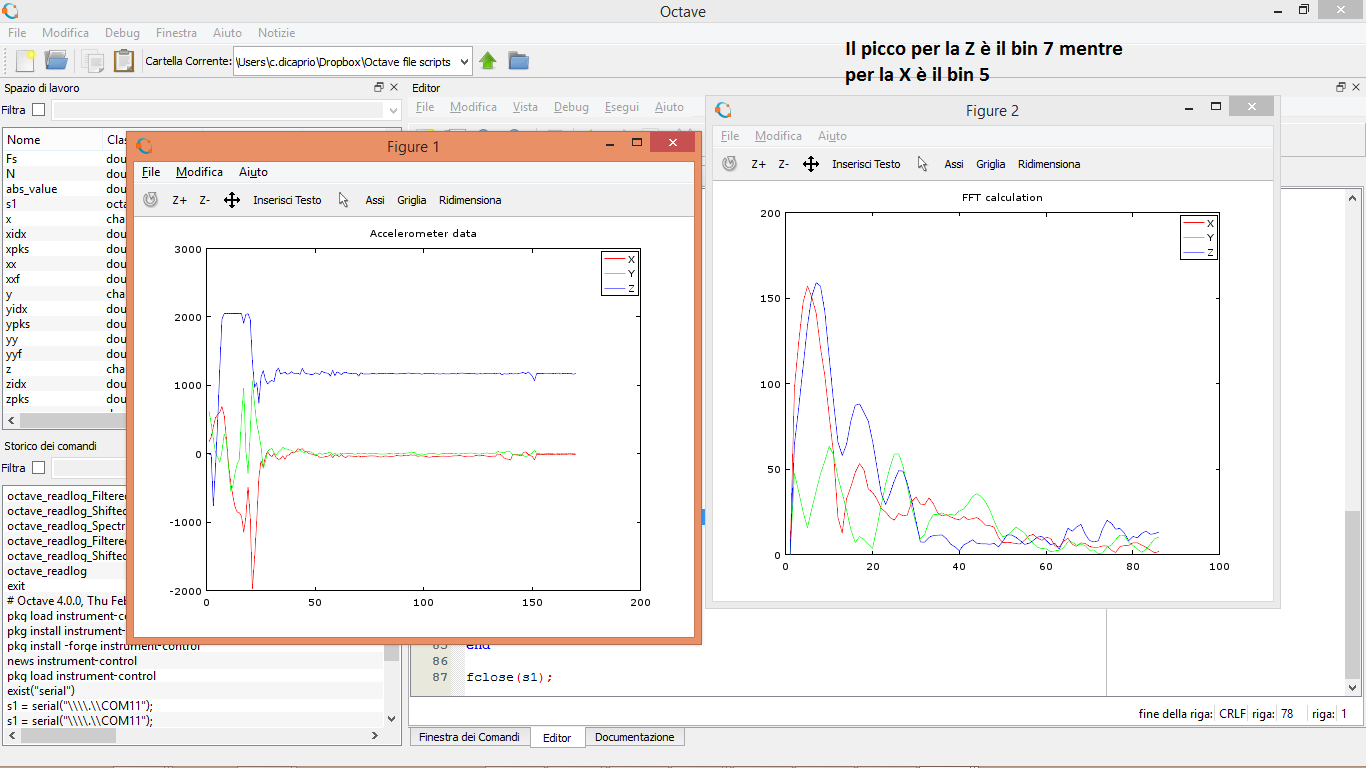 Octave
File Modifica Debug Finestra Aiuto Notizie
Cartella Corrente: \Users\c.dicaprio\Dropbox\Octave file scripts
Il picco per la Z è il bin 7 mentre
per la X è il bin 5
Spazio di lavoro
Filtra
Nome Clas
Fs dou
N dou
abs_value dou
s1 octa
x cha
xidx dou
xpks dou
xx dou
xxf dou
y cha
yidx dou
ypks dou
yy dou
yyf dou
z cha
zidx dou
zpks dou
Storico dei comandi
Filtra
octave_readlog_Filtered
octave_readlog_Shifted
octave_readlog_Spectr
octave_readlog_Filtered
octave_readlog_Shifted
octave_readlog
exit
# Octave 4.0.0, Thu Feb
pkg load instrument-co
pkg install instrument-
pkg install -forge instrument-control
news instrument-control
pkg load instrument-control
exist("serial")
s1 = serial("\\\\.\\COM11");
s1 = serial("\\\\.\\COM11");
Editor
File Modifica Vista Debug Esegui Aiuto
Figure 1
File Modifica Aiuto
Z+ Z- Inserisci Testo Assi Griglia Ridimensiona
Accelerometer data
3000
2000
1000
0
-1000
-2000
0 50 100 150 200
X
Y
Z
Figure 2
File Modifica Aiuto
Z+ Z- Inserisci Testo Assi Griglia Ridimensiona
FFT calculation
200
150
100
50
0
0 20 40 60 80 100
X
Y
Z
85 end
86
87 fclose(s1);
fine della riga: CRLF riga: 78 riga: 1
Finestra dei Comandi Editor Documentazione